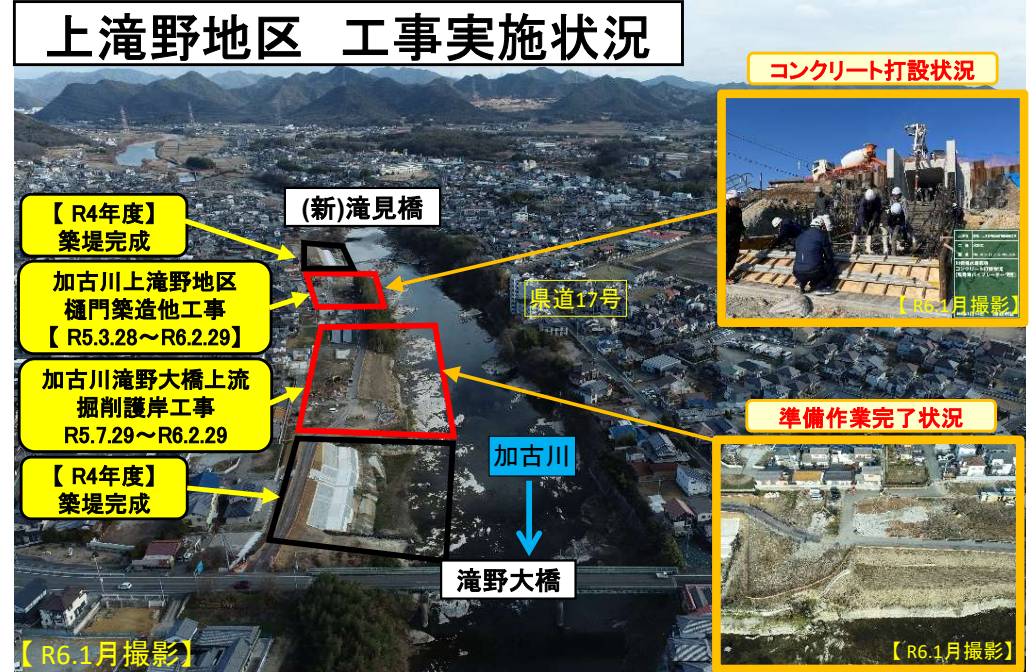 上滝野地区　工事実施状況
コンクリート打設状況
【 R6.1月撮影】
(新)滝見橋
【 R4年度】
築堤完成
加古川上滝野地区
樋門築造他工事
【 R5.3.28～R6.2.29】
県道17号
加古川滝野大橋上流
掘削護岸工事
R5.7.29～R6.2.29
【 R4年度】
築堤完成
加古川
滝野大橋
準備作業完了状況
【 R6.1月撮影】
【 R6.1月撮影】